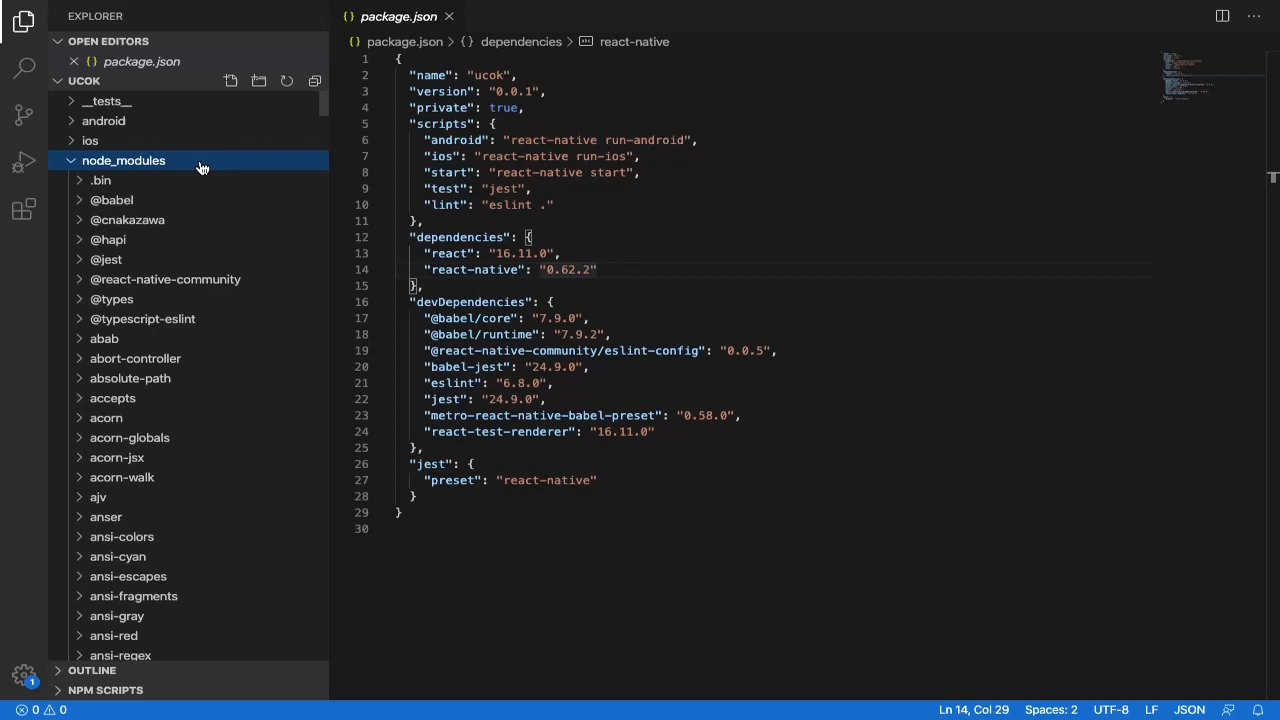 EXPLORER
OPEN EDITORS
package.json
UCOK
__tests__
android
ios
node_modules
.bin
@babel
@cnakazawa
@hapi
@jest
@react-native-community
@types
@typescript-eslint
abab
abort-controller
absolute-path
accepts
acorn
acorn-globals
acorn-jsx
acorn-walk
ajv
anser
ansi-colors
ansi-cyan
ansi-escapes
ansi-fragments
ansi-gray
ansi-red
ansi-regex
OUTLINE
NPM SCRIPTS
{} package.json
{} package.json > {} dependencies > react-native
1 {
2 "name": "ucok",
3 "version": "0.0.1",
4 "private": true,
5 "scripts": {
6 "android": "react-native run-android",
7 "ios": "react-native run-ios",
8 "start": "react-native start",
9 "test": "jest",
10 "lint": "eslint ."
11 },
12 "dependencies": {
13 "react": "16.11.0",
14 "react-native": "0.62.2"
15 },
16 "devDependencies": {
17 "@babel/core": "7.9.0",
18 "@babel/runtime": "7.9.2",
19 "@react-native-community/eslint-config": "0.0.5",
20 "babel-jest": "24.9.0",
21 "eslint": "6.8.0",
22 "jest": "24.9.0",
23 "metro-react-native-babel-preset": "0.58.0",
24 "react-test-renderer": "16.11.0"
25 },
26 "jest": {
27 "preset": "react-native"
28 }
29 }
30
1
0 0 Ln 14, Col 29 Spaces: 2 UTF-8 LF JSON